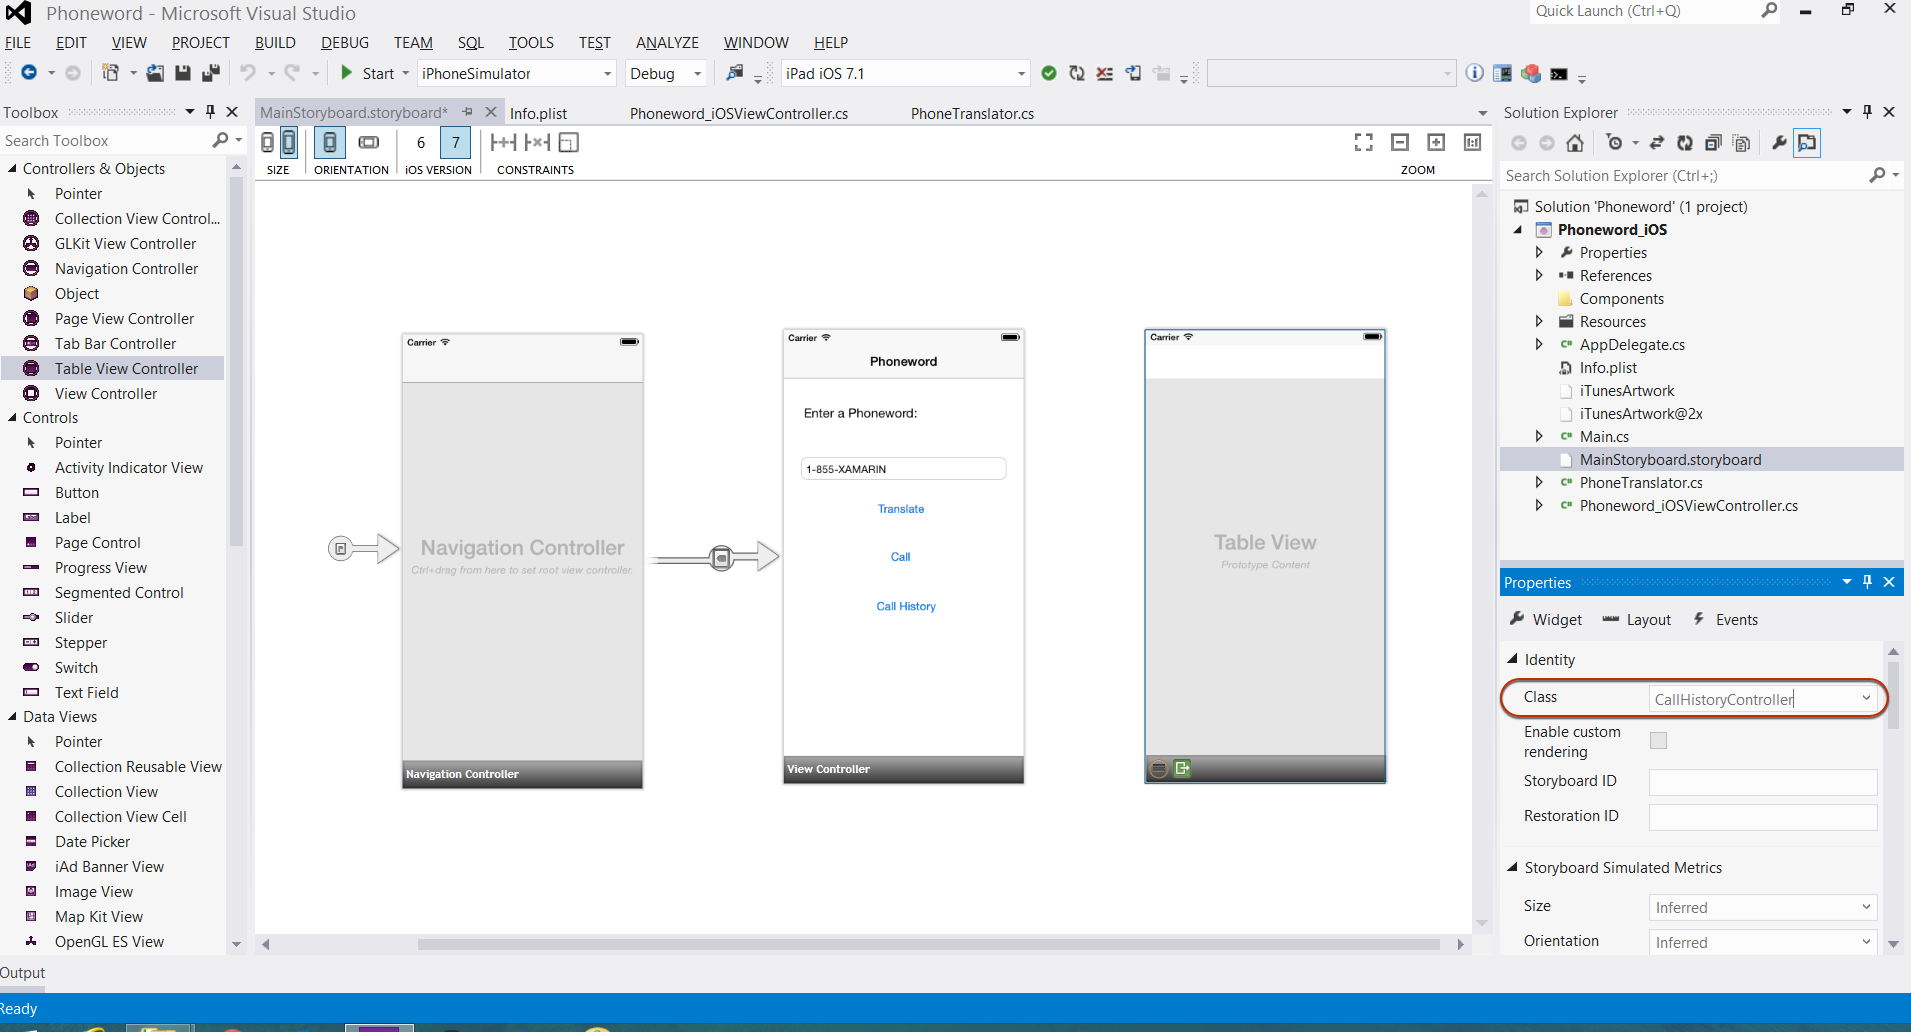 Phoneword - Microsoft Visual Studio
Quick Launch (Ctrl+Q)
FILE EDIT VIEW PROJECT BUILD DEBUG TEAM SQL TOOLS TEST ANALYZE WINDOW HELP
Start iPhoneSimulator Debug iPad iOS 7.1
Toolbox
Search Toolbox
Controllers & Objects
Pointer
Collection View Control...
GLKit View Controller
Navigation Controller
Object
Page View Controller
Tab Bar Controller
Table View Controller
View Controller
Controls
Pointer
Activity Indicator View
Button
Label
Page Control
Progress View
Segmented Control
Slider
Stepper
Switch
Text Field
Data Views
Pointer
Collection Reusable View
Collection View
Collection View Cell
Date Picker
iAd Banner View
Image View
Map Kit View
OpenGL ES View
MainStoryboard.storyboard* Info.plist Phoneword_iOSViewController.cs PhoneTranslator.cs
6 7 1:1
SIZE ORIENTATION iOS VERSION CONSTRAINTS ZOOM
Carrier
Navigation Controller
Ctrl+drag from here to set root view controller.
Navigation Controller
Carrier
Phoneword
Enter a Phoneword:
1-855-XAMARIN
Translate
Call
Call History
View Controller
Carrier
Table View
Prototype Content
Solution Explorer
Search Solution Explorer (Ctrl+;)
Solution 'Phoneword' (1 project)
Phoneword_iOS
Properties
References
Components
Resources
C# AppDelegate.cs
Info.plist
iTunesArtwork
iTunesArtwork@2x
C# Main.cs
MainStoryboard.storyboard
C# PhoneTranslator.cs
C# Phoneword_iOSViewController.cs
Properties
Widget Layout Events
Identity
Class CallHistoryController
Enable custom
rendering
Storyboard ID
Restoration ID
Storyboard Simulated Metrics
Size Inferred
Orientation Inferred
Output
Ready